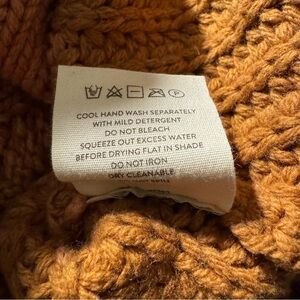 COOL HAND WASH SEPARATELY
WITH MILD DETERGENT
DO NOT BLEACH
SQUEEZE OUT EXCESS WATER
BEFORE DRYING FLAT IN SHADE
DO NOT IRON
DRY CLEANABLE